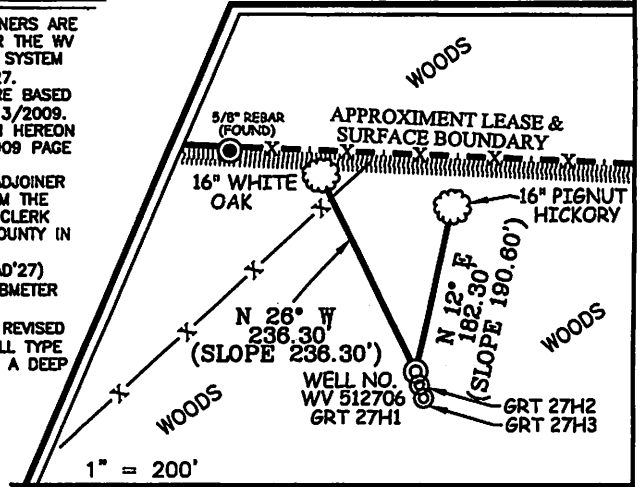 NERS ARE
R THE WV
SYSTEM
27.
RE BASED
3/2009.
HEREON
09 PAGE
ADJOINER
M THE
CLERK
OUNTY IN
AD'27)
BMETER
REVISED
LL TYPE
A DEEP
WOODS
5/8" REBAR
(FOUND)
APPROXIMENT LEASE &
SURFACE BOUNDARY
X X X X X
16" WHITE
OAK
16" PIGNUT
HICKORY
X
X
X
X
N 26° W
236.30'
(SLOPE 236.30')
N 12° E
182.30'
(SLOPE 190.60')
WOODS
WELL NO.
WV 512706
GRT 27H1
GRT 27H2
GRT 27H3
WOODS
1" = 200'